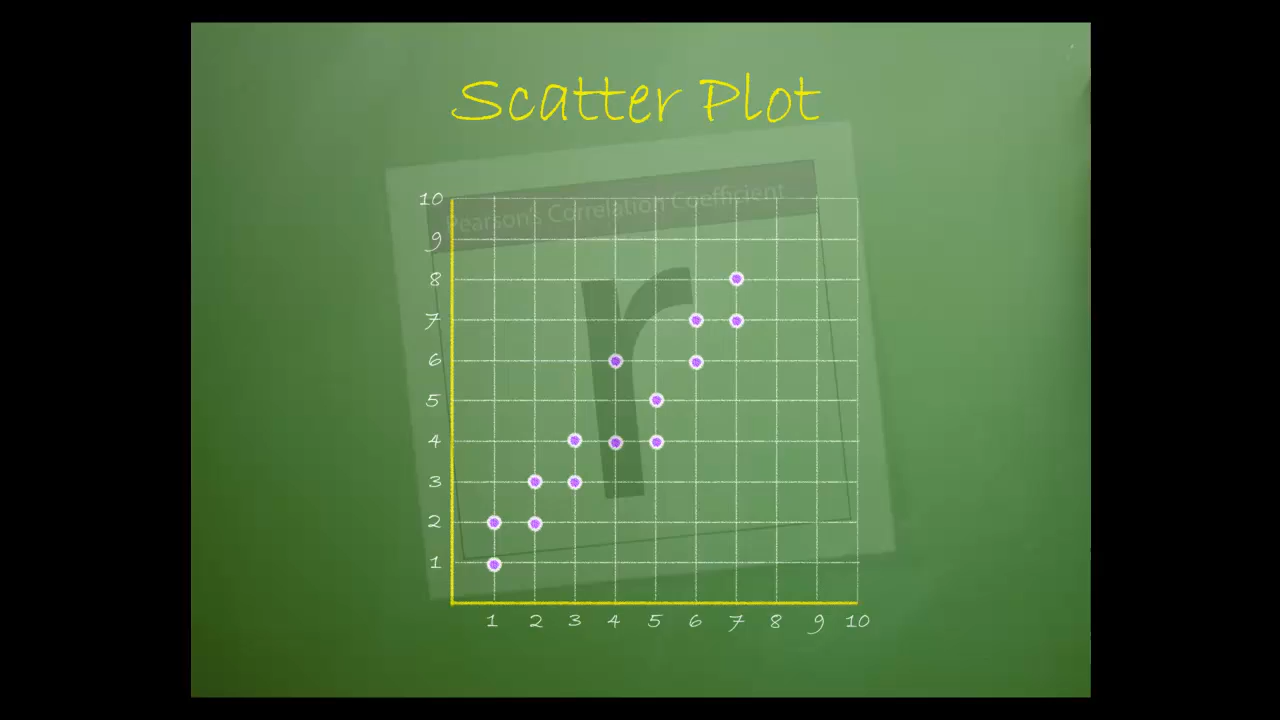 Scatter Plot
Pearson's Correlation Coefficient
r
10
9
8
7
6
5
4
3
2
1
1 2 3 4 5 6 7 8 9 10